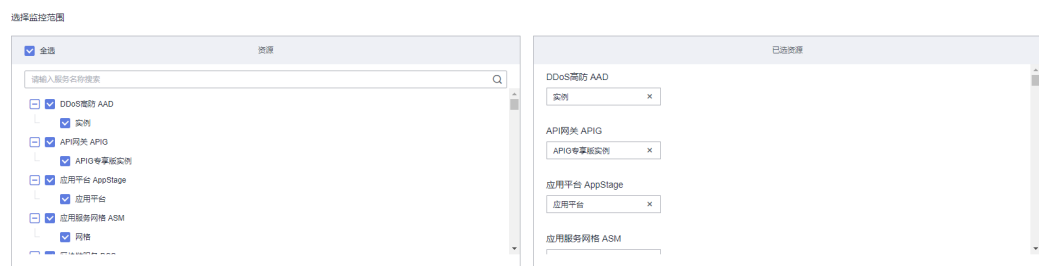 选择监控范围
全选
资源
请输入服务名称搜索
DDoS高防 AAD
实例
API网关 APIG
APIG专享版实例
应用平台 AppStage
应用平台
应用服务网格 ASM
网格
已选资源
DDoS高防 AAD
实例 ×
API网关 APIG
APIG专享版实例 ×
应用平台 AppStage
应用平台 ×
应用服务网格 ASM